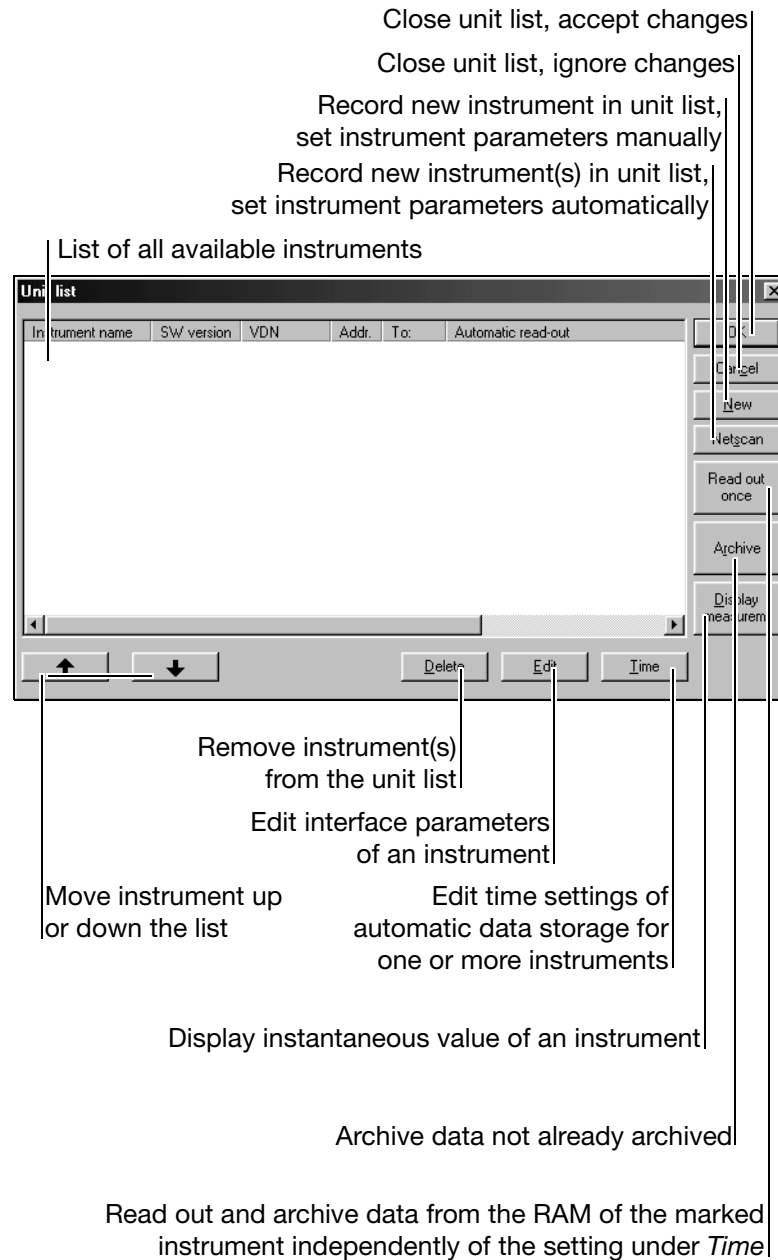 Close unit list, accept changes
Close unit list, ignore changes
Record new instrument in unit list,
set instrument parameters manually
Record new instrument(s) in unit list,
set instrument parameters automatically
List of all available instruments
Unit list
Instrument name SW version VDN Addr. To: Automatic read-out
OK
Cancel
New
Netscan
Read out
once
Archive
Display
measurem
Delete Edit Time
Remove instrument(s)
from the unit list
Edit interface parameters
of an instrument
Move instrument up
or down the list
Edit time settings of
automatic data storage for
one or more instruments
Display instantaneous value of an instrument
Archive data not already archived
Read out and archive data from the RAM of the marked
instrument independently of the setting under Time